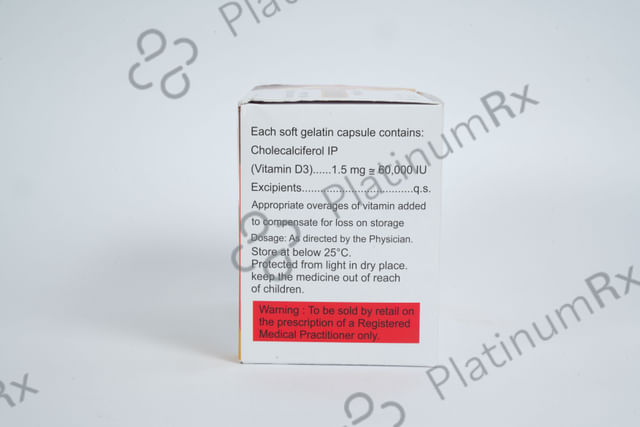 PlatinumRx
Each soft gelatin capsule contains:
Cholecalciferol IP
(Vitamin D3)......1.5 mg ≅ 60,000 IU
Excipients....................................q.s.
Appropriate overages of vitamin added
to compensate for loss on storage
Dosage: As directed by the Physician.
Store at below 25°C.
Protected from light in dry place.
keep the medicine out of reach
of children.
Warning : To be sold by retail on
the prescription of a Registered
Medical Practitioner only.
PlatinumRx